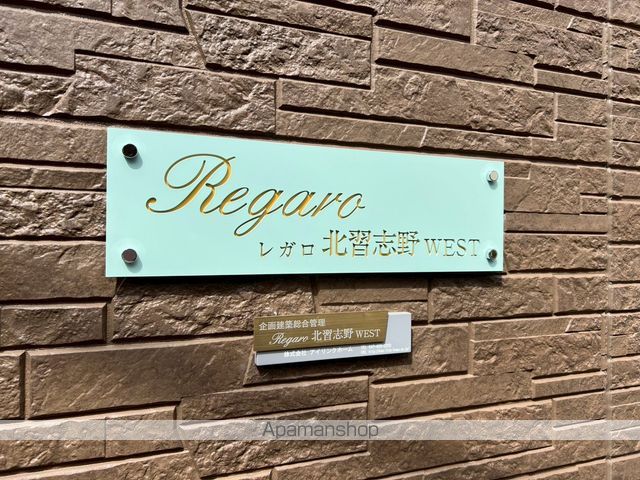 Regaro
レガロ 北習志野 WEST
企画建築総合管理
Regaro 北習志野 WEST
株式会社 アイリンクホーム
Apamanshop